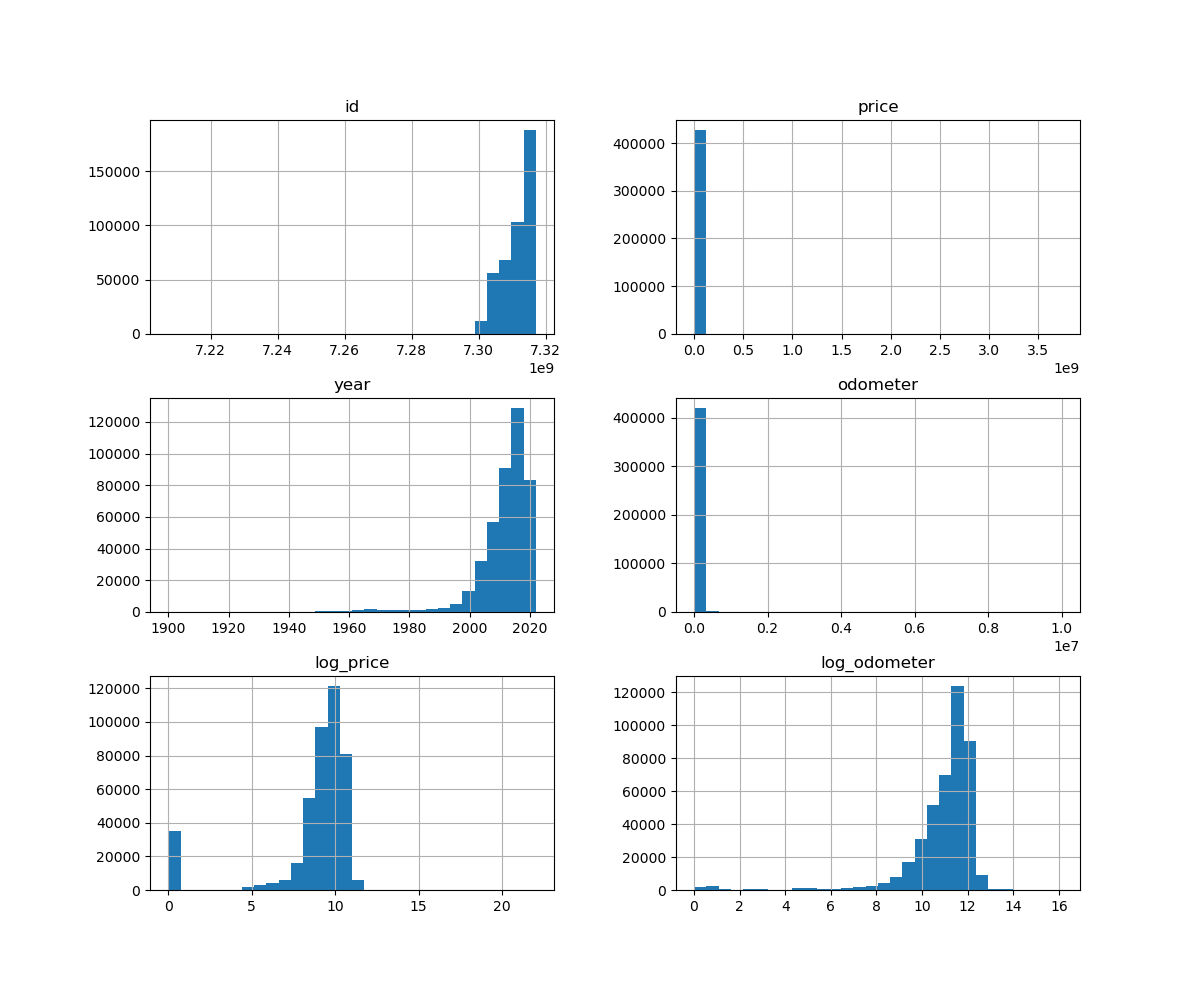 id
150000
100000
50000
0
7.22 7.24 7.26 7.28 7.30 7.32
1e9
price
400000
300000
200000
100000
0
0.0 0.5 1.0 1.5 2.0 2.5 3.0 3.5
1e9
year
120000
100000
80000
60000
40000
20000
0
1900 1920 1940 1960 1980 2000 2020
odometer
400000
300000
200000
100000
0
0.0 0.2 0.4 0.6 0.8 1.0
1e7
log_price
120000
100000
80000
60000
40000
20000
0
0 5 10 15 20
log_odometer
120000
100000
80000
60000
40000
20000
0
0 2 4 6 8 10 12 14 16